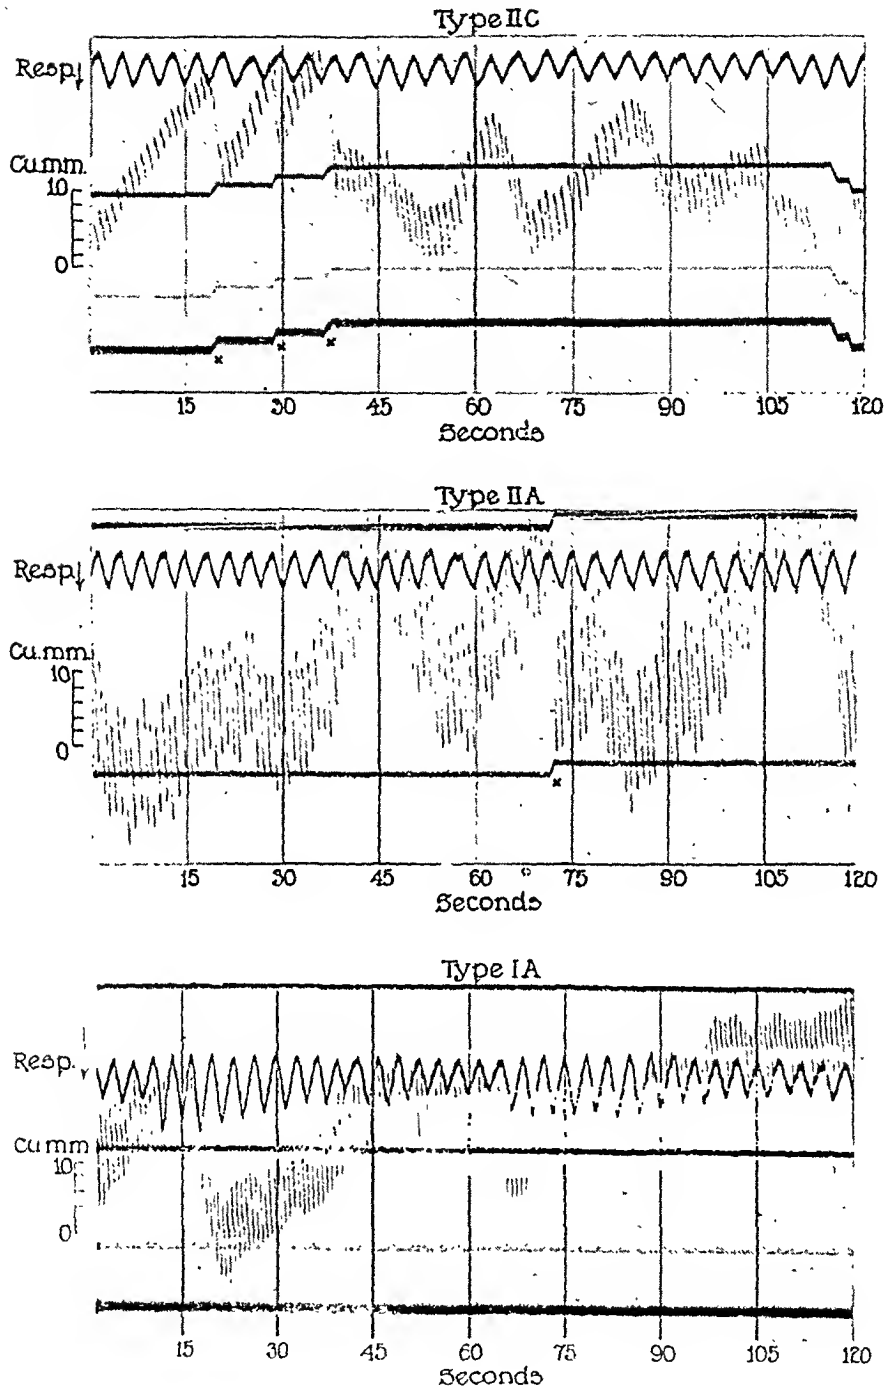 Type IIC
Resp.↓
Cu.mm.
10
0
x x x
15 30 45 60 75 90 105 120
Seconds
Type IIA
Resp.↓
Cu.mm.
10
0
x
15 30 45 60 75 90 105 120
Seconds
Type IA
Resp.↓
Cu mm
10
0
15 30 45 60 75 90 105 120
Seconds